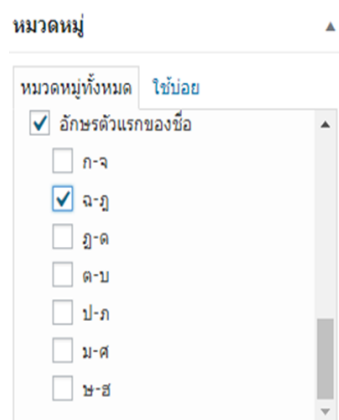 หมวดหมู่
หมวดหมู่ทั้งหมด ใช้บ่อย
อักษรตัวแรกของชื่อ
ก-จ
ฉ-ฎ
ฏ-ด
ต-บ
ป-ภ
ม-ศ
ษ-ฮ